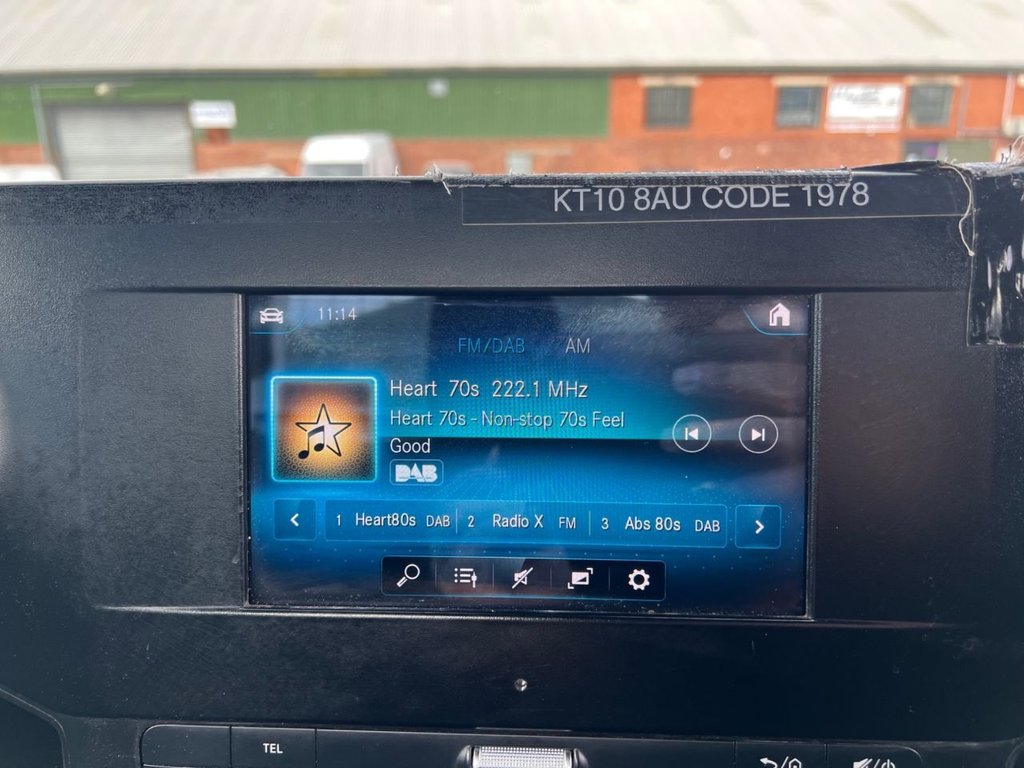 KT10 8AU CODE 1978
11:14
FM/DAB AM
Heart 70s 222.1 MHz
Heart 70s - Non-stop 70s Feel
Good
DAB
1 Heart80s DAB 2 Radio X FM 3 Abs 80s DAB
TEL